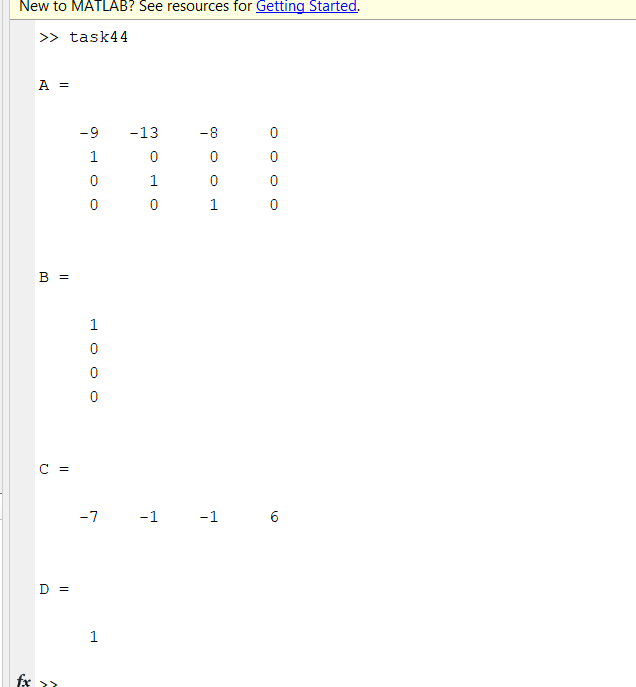 New to MATLAB? See resources for Getting Started.
>> task44
A =
-9 -13 -8 0
1 0 0 0
0 1 0 0
0 0 1 0
B =
1
0
0
0
C =
-7 -1 -1 6
D =
1
fx >>